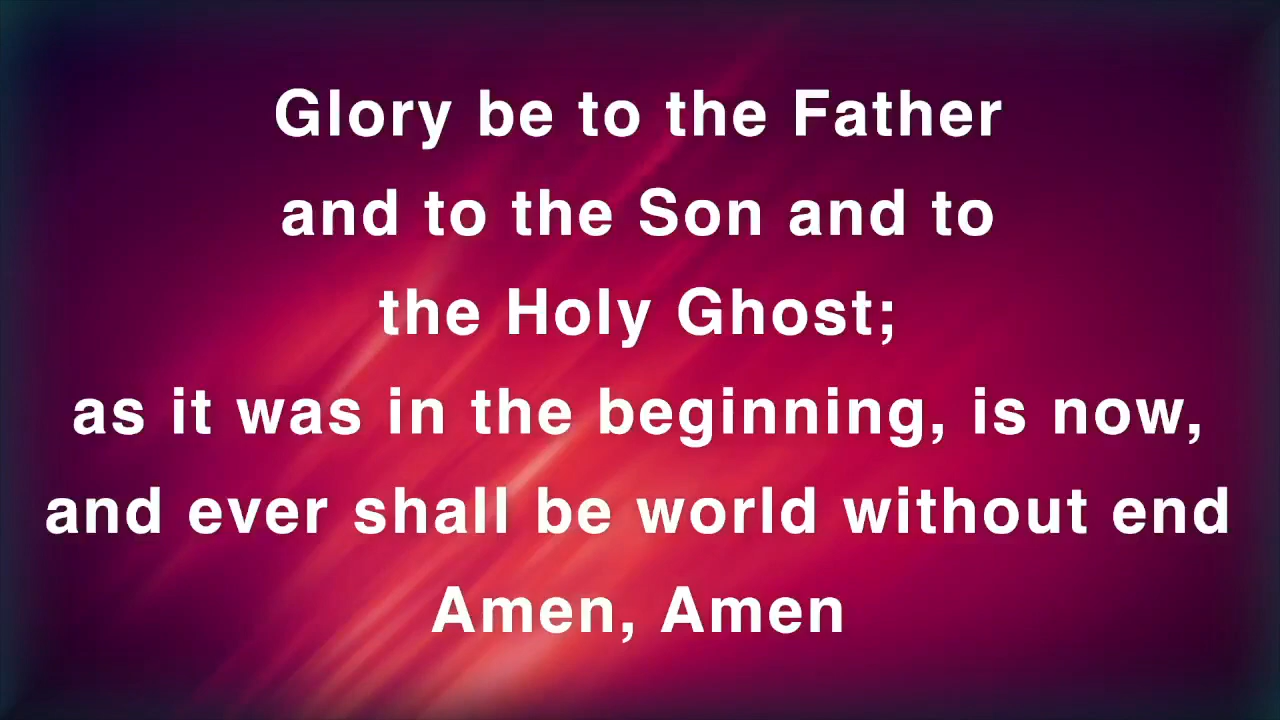 Glory be to the Father
and to the Son and to
the Holy Ghost;
as it was in the beginning, is now,
and ever shall be world without end
Amen, Amen